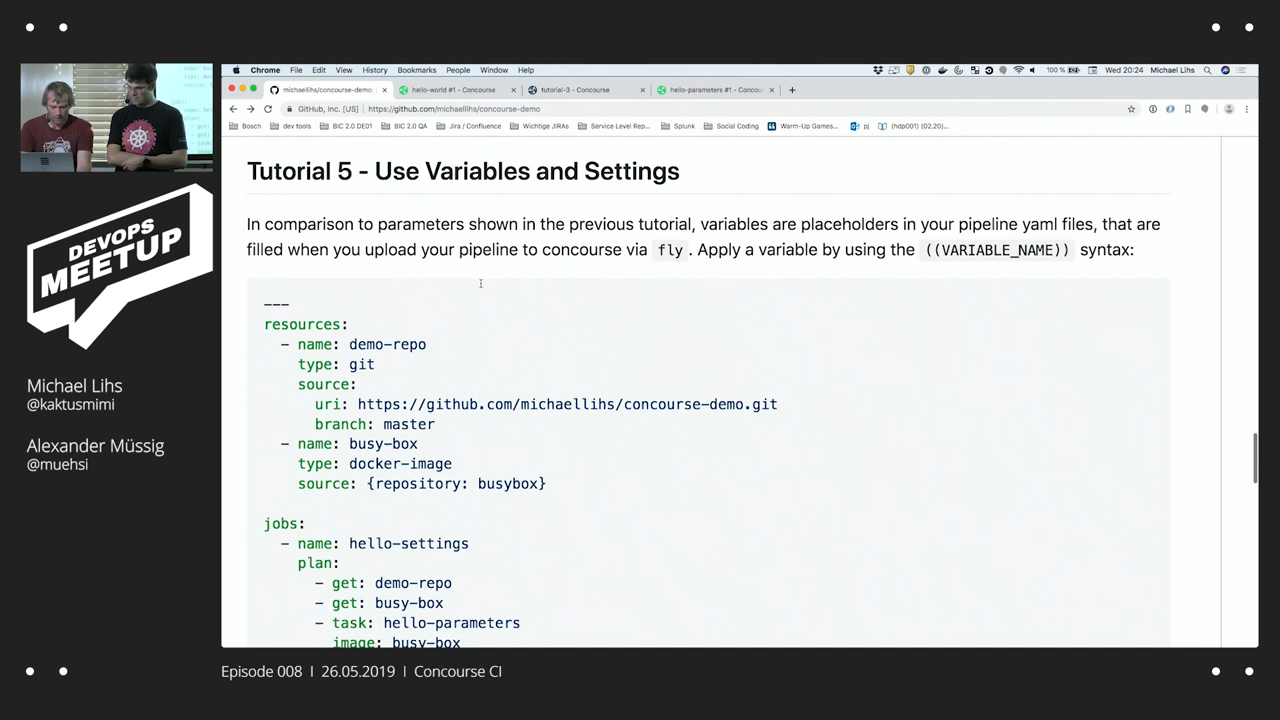 Chrome File Edit View History Bookmarks People Window Help 100 % Wed 20:24 Michael Lihs
michaellihs/concourse-demo: hello-world #1 - Concourse tutorial-3 - Concourse hello-parameters #1 - Concour
GitHub, Inc. [US] https://github.com/michaellihs/concourse-demo
Bosch dev tools BIC 2.0 DE01 BIC 2.0 QA Jira / Confluence Wichtige JIRAs Service Level Rep... Splunk Social Coding Warm-Up Games... pj (hdp001) (02.20)...
Tutorial 5 - Use Variables and Settings
In comparison to parameters shown in the previous tutorial, variables are placeholders in your pipeline yaml files, that are
filled when you upload your pipeline to concourse via fly . Apply a variable by using the ((VARIABLE_NAME)) syntax:
---
resources:
- name: demo-repo
type: git
source:
uri: https://github.com/michaellihs/concourse-demo.git
branch: master
- name: busy-box
type: docker-image
source: {repository: busybox}
jobs:
- name: hello-settings
plan:
- get: demo-repo
- get: busy-box
- task: hello-parameters
image: busy-box
DEVOPS
MEETUP
Michael Lihs
@kaktusmimi
Alexander Müssig
@muehsi
Episode 008 | 26.05.2019 | Concourse CI